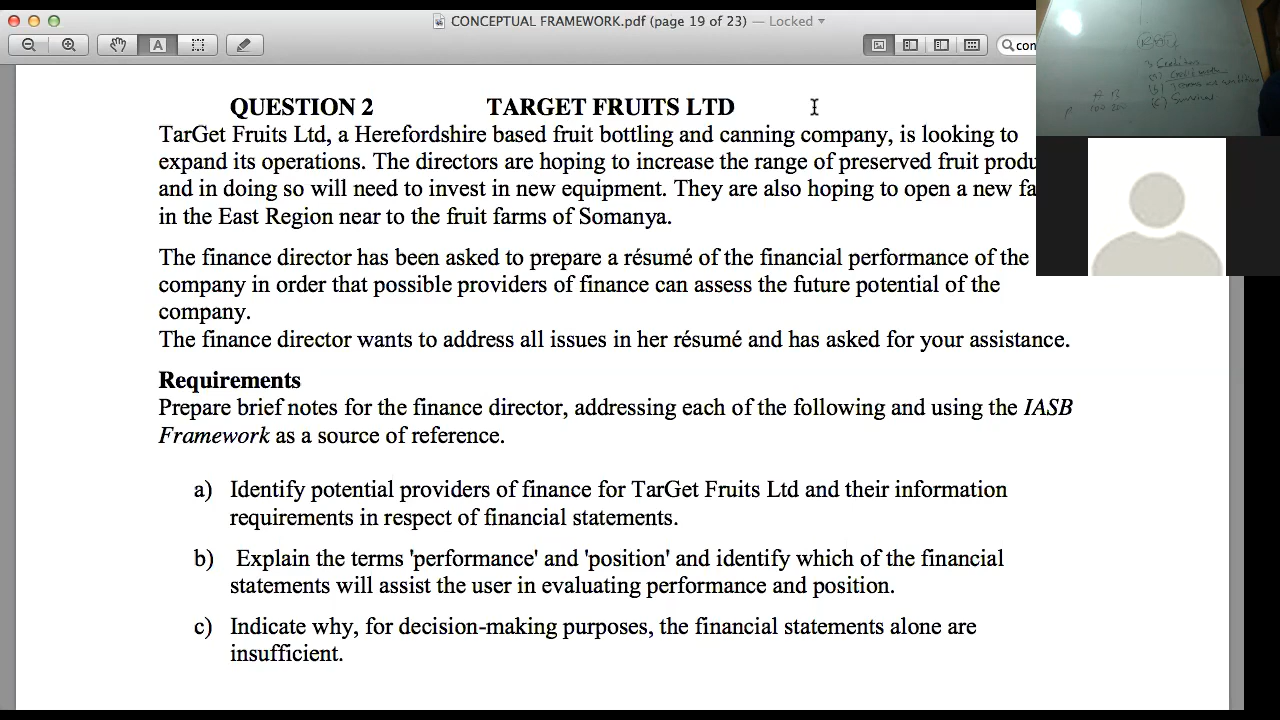 CONCEPTUAL FRAMEWORK.pdf (page 19 of 23) — Locked
con
QUESTION 2 TARGET FRUITS LTD
TarGet Fruits Ltd, a Herefordshire based fruit bottling and canning company, is looking to
expand its operations. The directors are hoping to increase the range of preserved fruit produ
and in doing so will need to invest in new equipment. They are also hoping to open a new fa
in the East Region near to the fruit farms of Somanya.
The finance director has been asked to prepare a résumé of the financial performance of the
company in order that possible providers of finance can assess the future potential of the
company.
The finance director wants to address all issues in her résumé and has asked for your assistance.
Requirements
Prepare brief notes for the finance director, addressing each of the following and using the IASB
Framework as a source of reference.
a) Identify potential providers of finance for TarGet Fruits Ltd and their information
requirements in respect of financial statements.
b) Explain the terms 'performance' and 'position' and identify which of the financial
statements will assist the user in evaluating performance and position.
c) Indicate why, for decision-making purposes, the financial statements alone are
insufficient.